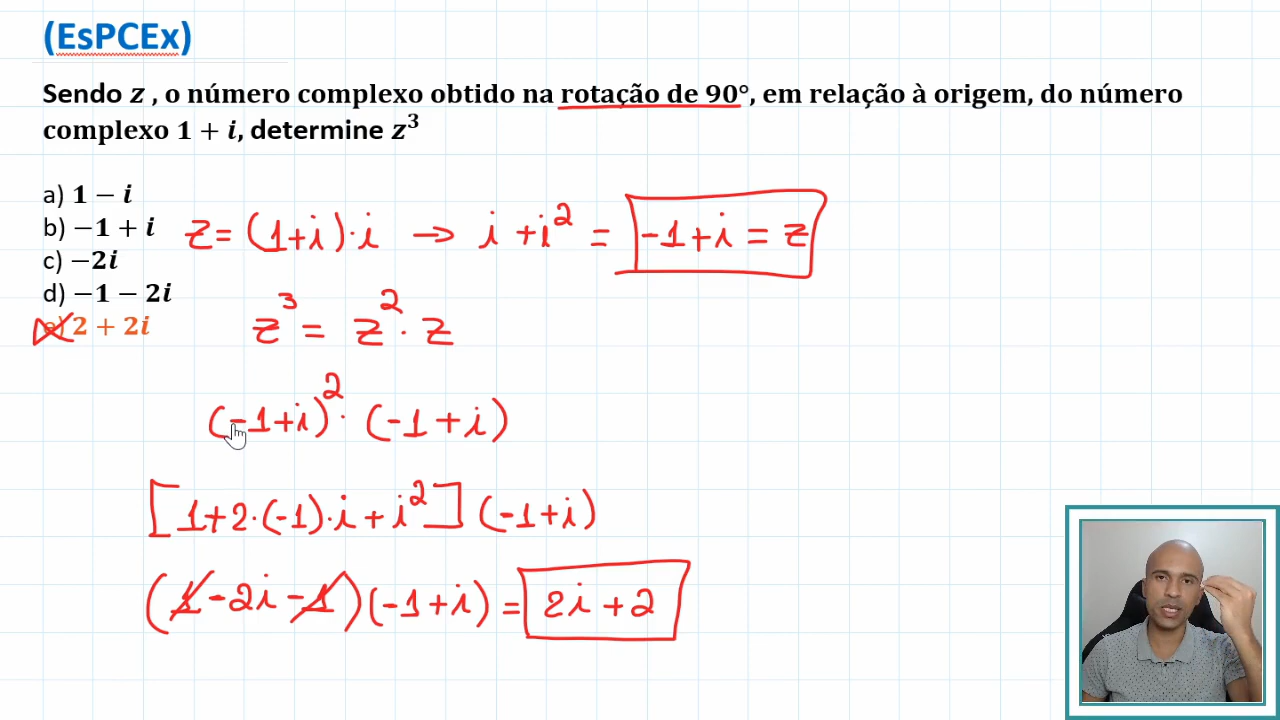 (EsPCEx)
Sendo z , o número complexo obtido na rotação de 90°, em relação à origem, do número
complexo 1 + i, determine z³
a) 1 − i
b) −1 + i
c) −2i
d) −1 − 2i
e) 2 + 2i
z = (1+i)·i → i + i² = -1+i = z
z³ = z² · z
(-1+i)² · (-1+i)
[1+2·(-1)·i+i²] (-1+i)
(1-2i-1)(-1+i) = 2i+2